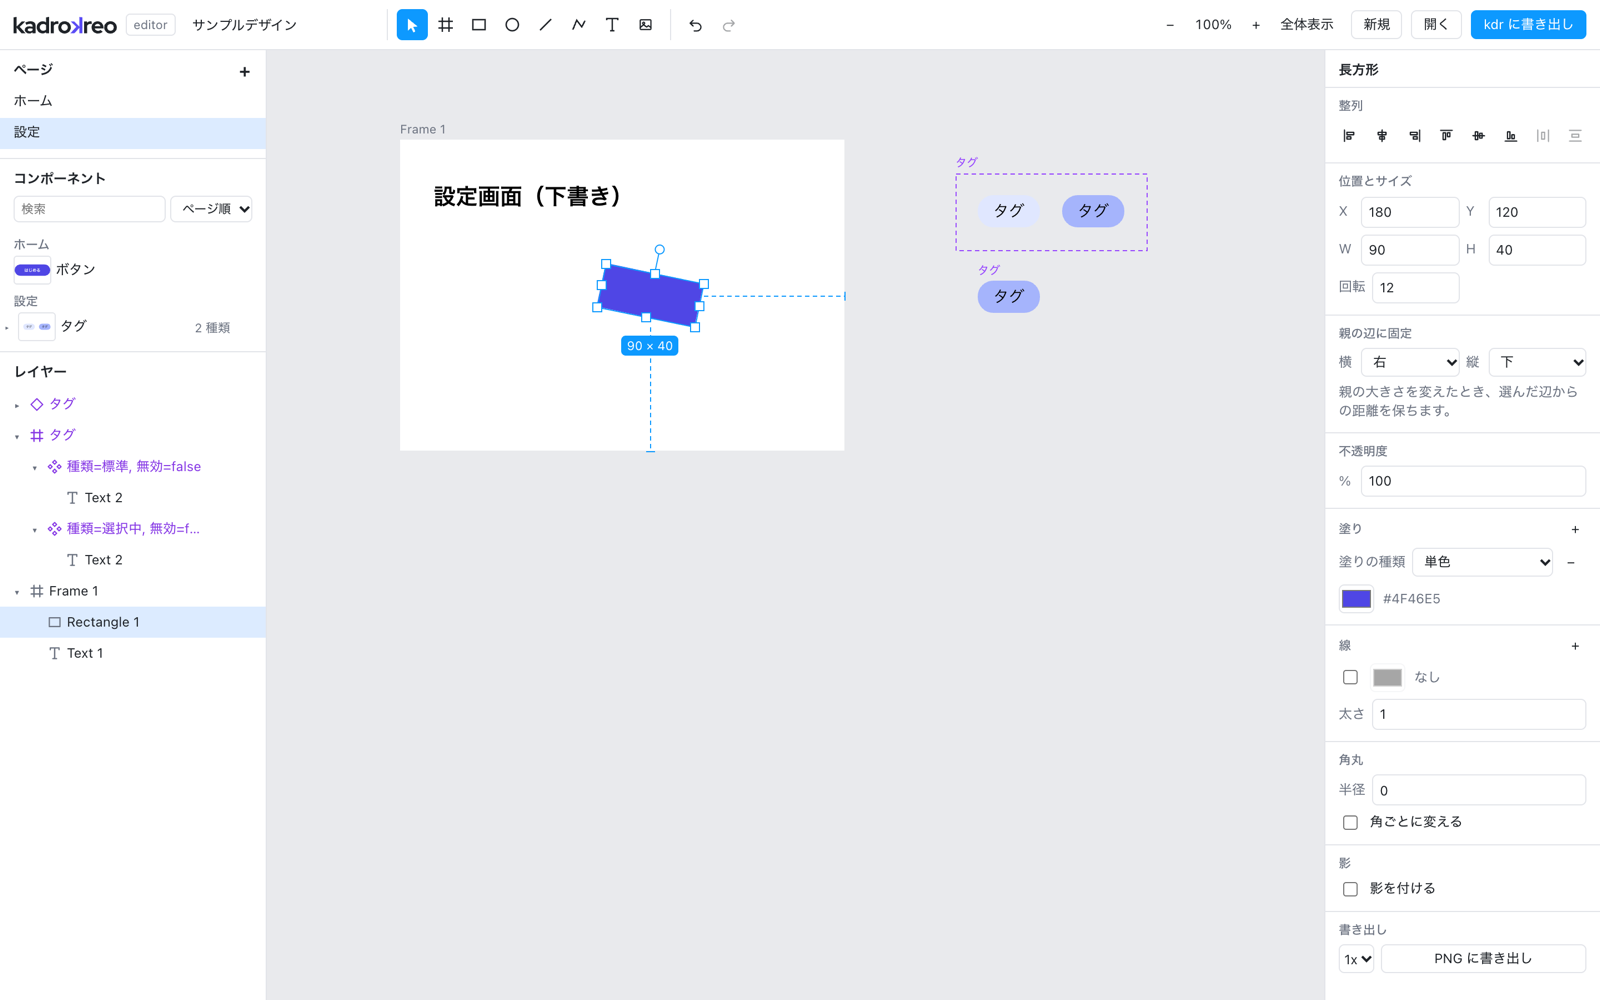 kadrokreo editor サンプルデザイン
− 100% + 全体表示 新規 開く kdr に書き出し
ページ
ホーム
設定
コンポーネント
検索 ページ順
ホーム
はじめる ボタン
設定
タグ 2 種類
レイヤー
タグ
タグ
種類=標準, 無効=false
Text 2
種類=選択中, 無効=f...
Text 2
Frame 1
Rectangle 1
Text 1
Frame 1
設定画面（下書き）
90 × 40
タグ
タグ タグ
タグ
タグ
長方形
整列
位置とサイズ
X 180 Y 120
W 90 H 40
回転 12
親の辺に固定
横 右 縦 下
親の大きさを変えたとき、選んだ辺から
の距離を保ちます。
不透明度
% 100
塗り +
塗りの種類 単色 −
#4F46E5
線 +
なし
太さ 1
角丸
半径 0
角ごとに変える
影
影を付ける
書き出し
1x PNG に書き出し